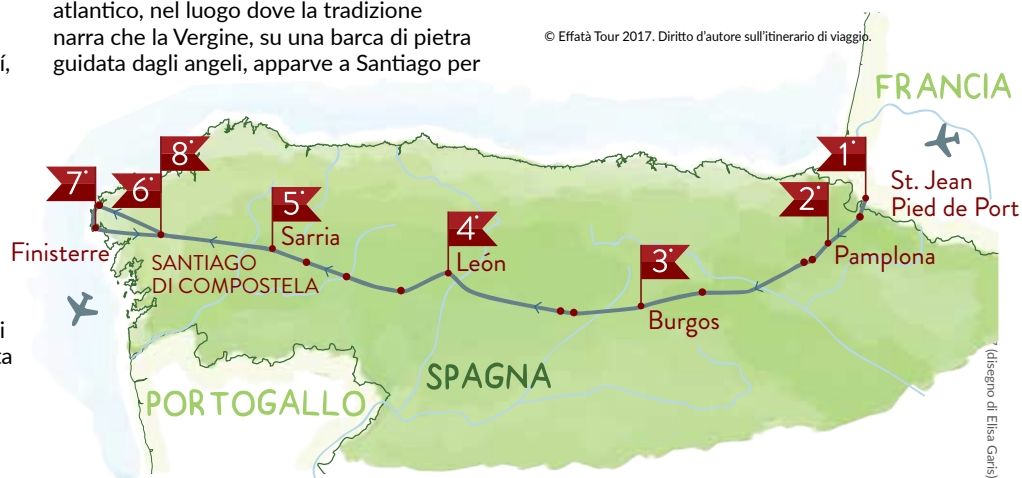 atlantico, nel luogo dove la tradizione
narra che la Vergine, su una barca di pietra
guidata dagli angeli, apparve a Santiago per
í,
© Effatà Tour 2017. Diritto d'autore sull'itinerario di viaggio.
FRANCIA
8°
7°
6°
1°
St. Jean
Pied de Port
5°
2°
Sarria
4°
León
3°
Pamplona
Finisterre
SANTIAGO
DI COMPOSTELA
Burgos
i
ta
SPAGNA
PORTOGALLO
(disegno di Elisa Garis)